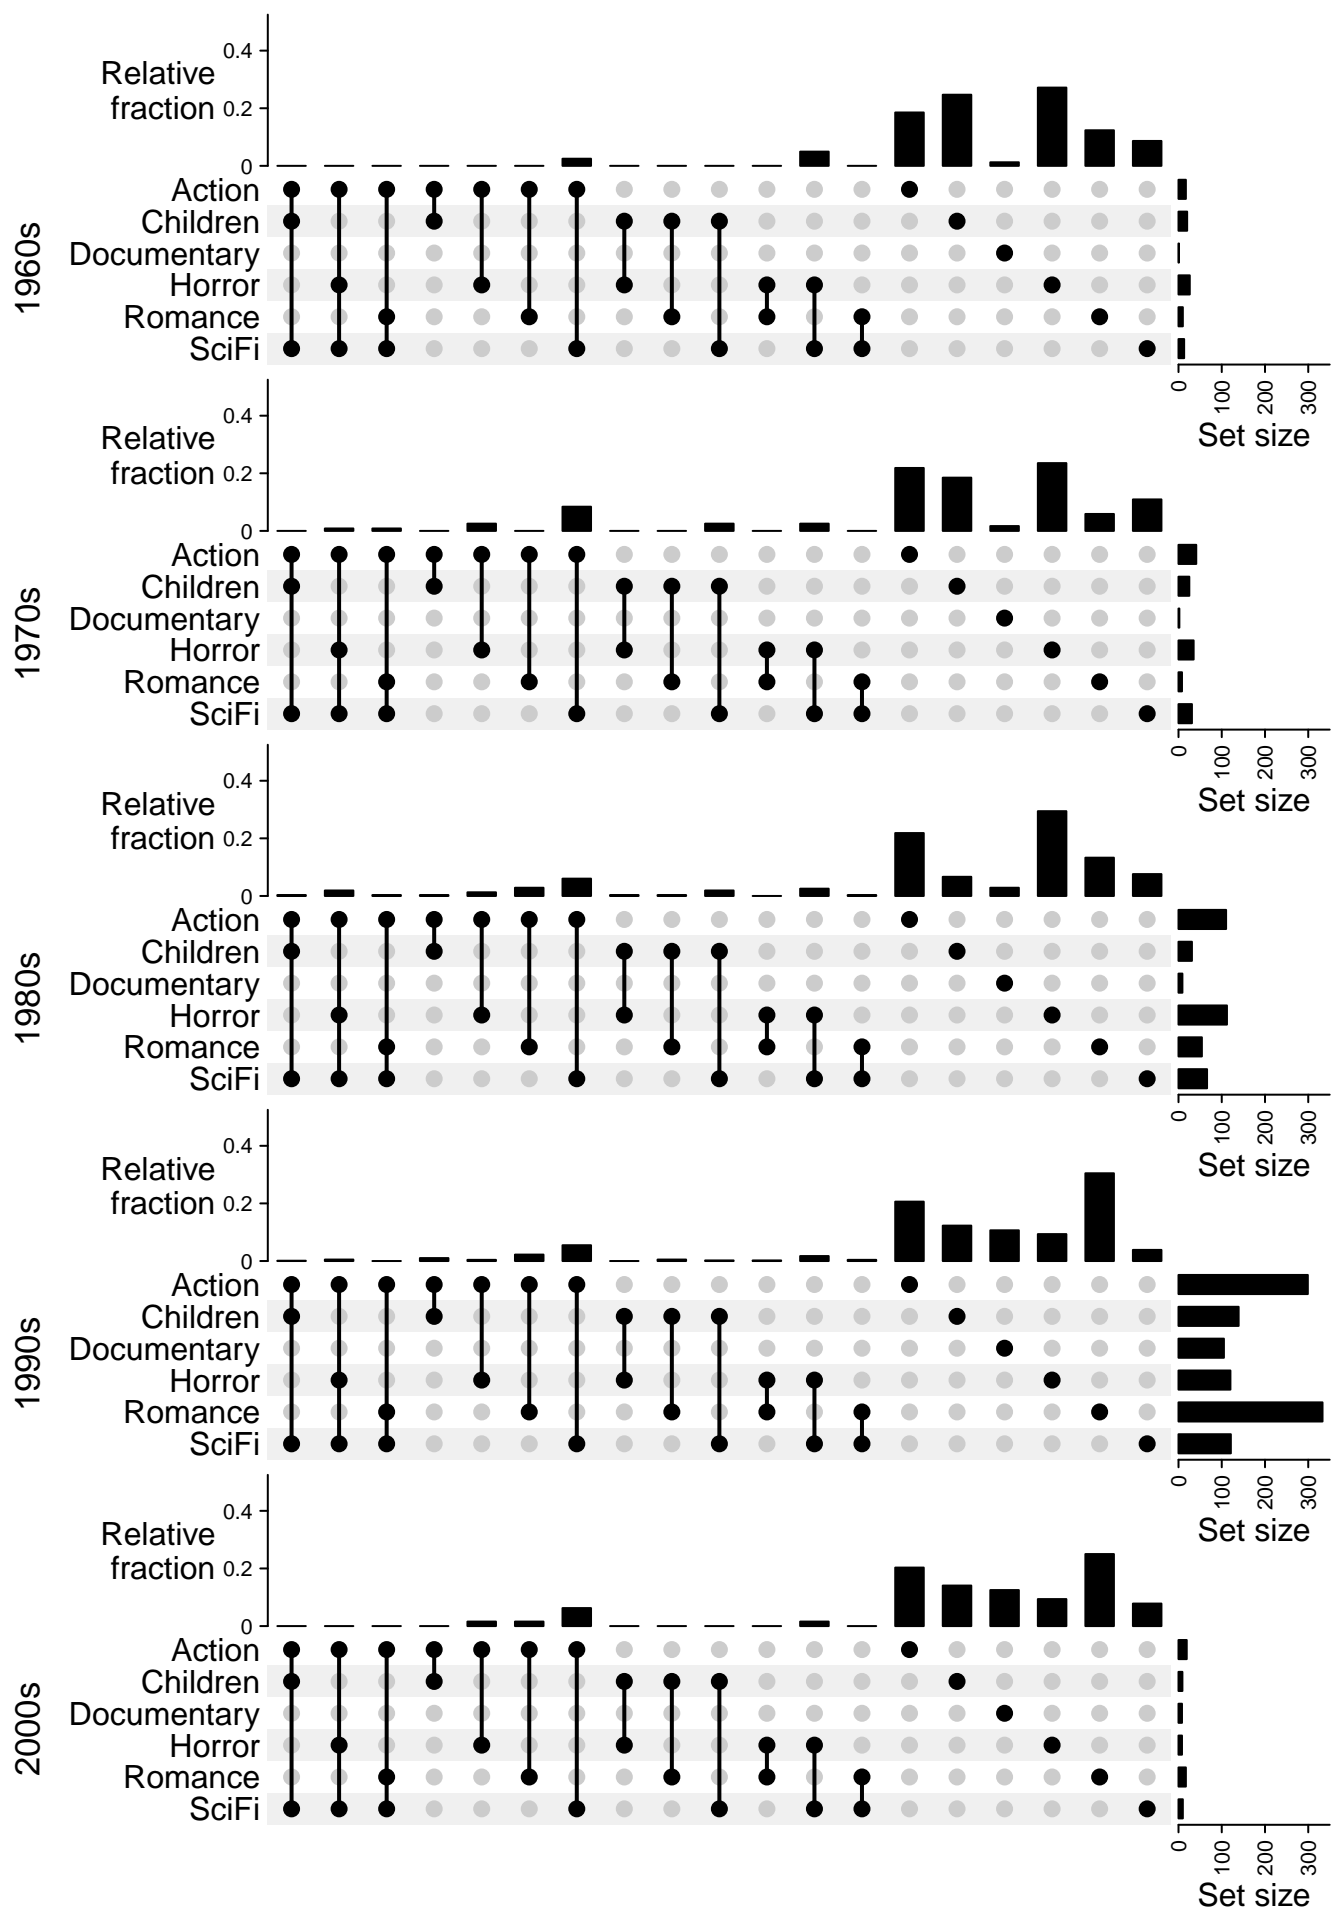 0.4
Relative
fraction
0.2
0
1960s
Action
Children
Documentary
Horror
Romance
SciFi
0 100 200 300
Set size
0.4
Relative
fraction
0.2
0
1970s
Action
Children
Documentary
Horror
Romance
SciFi
0 100 200 300
Set size
0.4
Relative
fraction
0.2
0
1980s
Action
Children
Documentary
Horror
Romance
SciFi
0 100 200 300
Set size
0.4
Relative
fraction
0.2
0
1990s
Action
Children
Documentary
Horror
Romance
SciFi
0 100 200 300
Set size
0.4
Relative
fraction
0.2
0
2000s
Action
Children
Documentary
Horror
Romance
SciFi
0 100 200 300
Set size